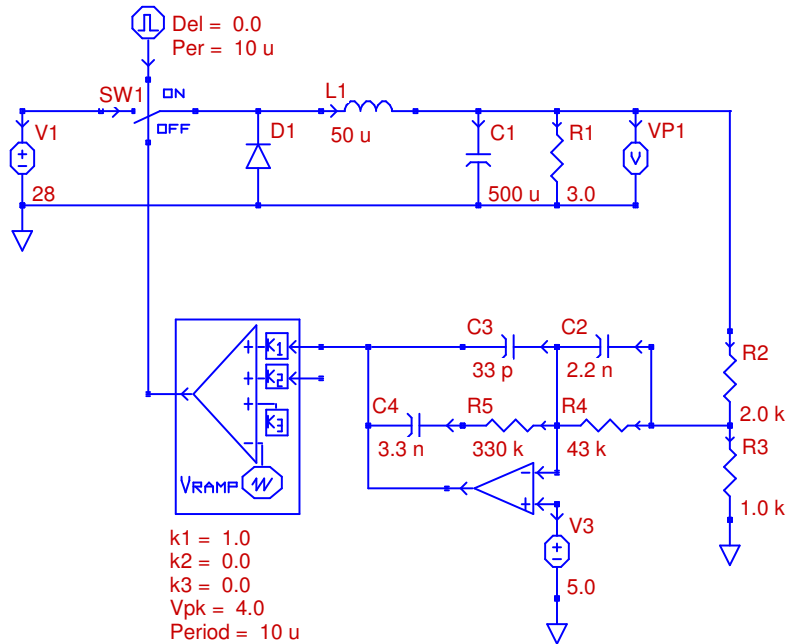 Del = 0.0
Per = 10 u
SW1
ON
OFF
L1
50 u
V1
28
D1
C1
500 u
R1
3.0
VP1
V
C3
33 p
C2
2.2 n
R2
2.0 k
K1
K2
K3
C4
3.3 n
R5
330 k
R4
43 k
R3
1.0 k
VRAMP
V3
5.0
k1 = 1.0
k2 = 0.0
k3 = 0.0
Vpk = 4.0
Period = 10 u